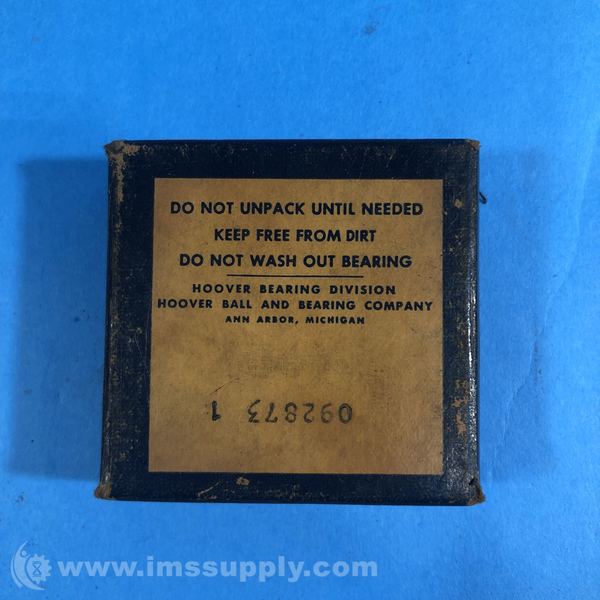 DO NOT UNPACK UNTIL NEEDED
KEEP FREE FROM DIRT
DO NOT WASH OUT BEARING
HOOVER BEARING DIVISION
HOOVER BALL AND BEARING COMPANY
ANN ARBOR, MICHIGAN
092873 1
www.imssupply.com